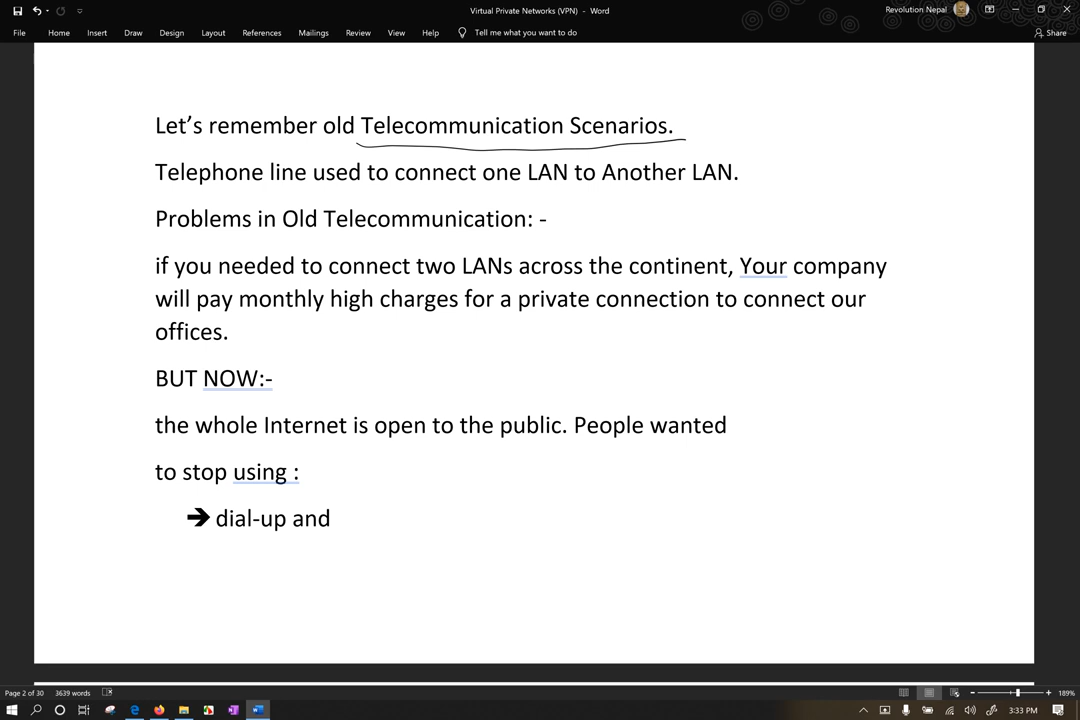 Virtual Private Networks (VPN) - Word
Revolution Nepal
File Home Insert Draw Design Layout References Mailings Review View Help Tell me what you want to do Share
Let's remember old Telecommunication Scenarios.
Telephone line used to connect one LAN to Another LAN.
Problems in Old Telecommunication: -
if you needed to connect two LANs across the continent, Your company
will pay monthly high charges for a private connection to connect our
offices.
BUT NOW:-
the whole Internet is open to the public. People wanted
to stop using :
➔ dial-up and
Page 2 of 30 3639 words 189%
3:33 PM